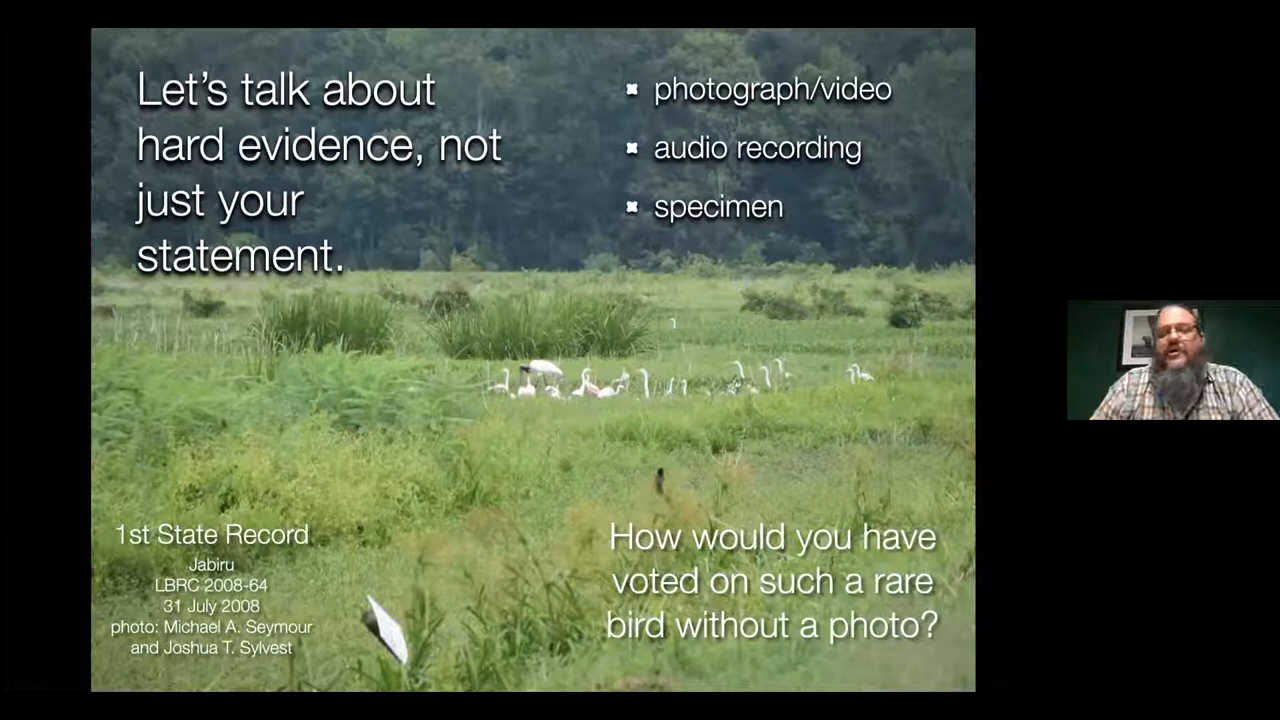 Let's talk about
hard evidence, not
just your
statement.
photograph/video
audio recording
specimen
1st State Record
Jabiru
LBRC 2008-64
31 July 2008
photo: Michael A. Seymour
and Joshua T. Sylvest
How would you have
voted on such a rare
bird without a photo?